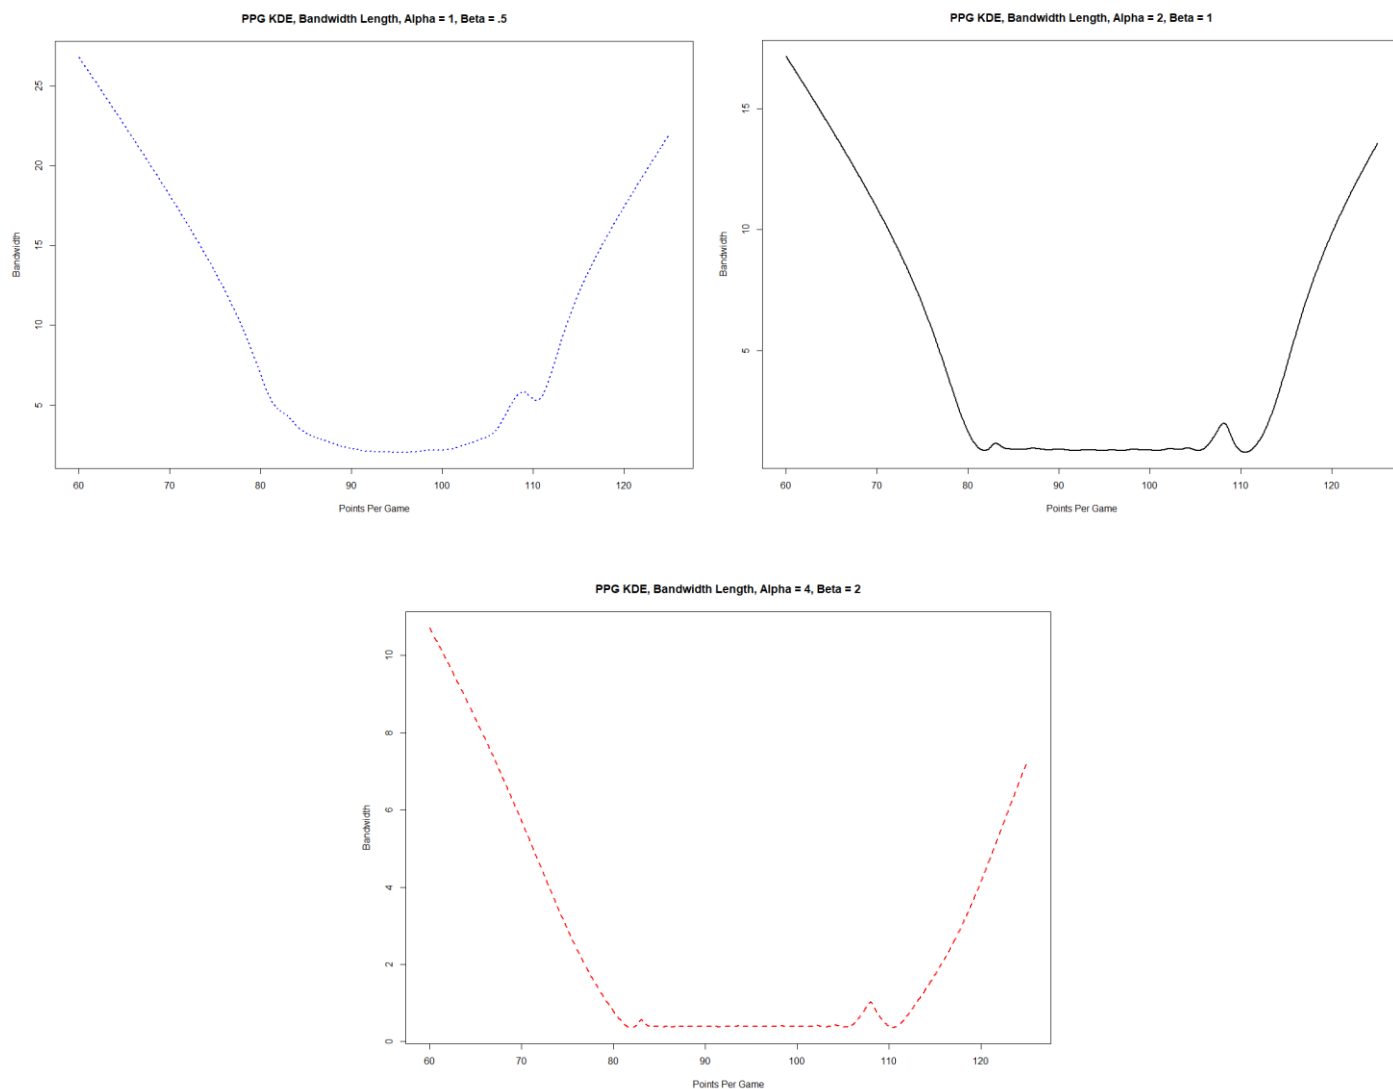 PPG KDE, Bandwidth Length, Alpha = 1, Beta = .5
25
20
15
10
5
Bandwidth
60 70 80 90 100 110 120
Points Per Game
PPG KDE, Bandwidth Length, Alpha = 2, Beta = 1
15
10
5
Bandwidth
60 70 80 90 100 110 120
Points Per Game
PPG KDE, Bandwidth Length, Alpha = 4, Beta = 2
10
8
6
4
2
0
Bandwidth
60 70 80 90 100 110 120
Points Per Game